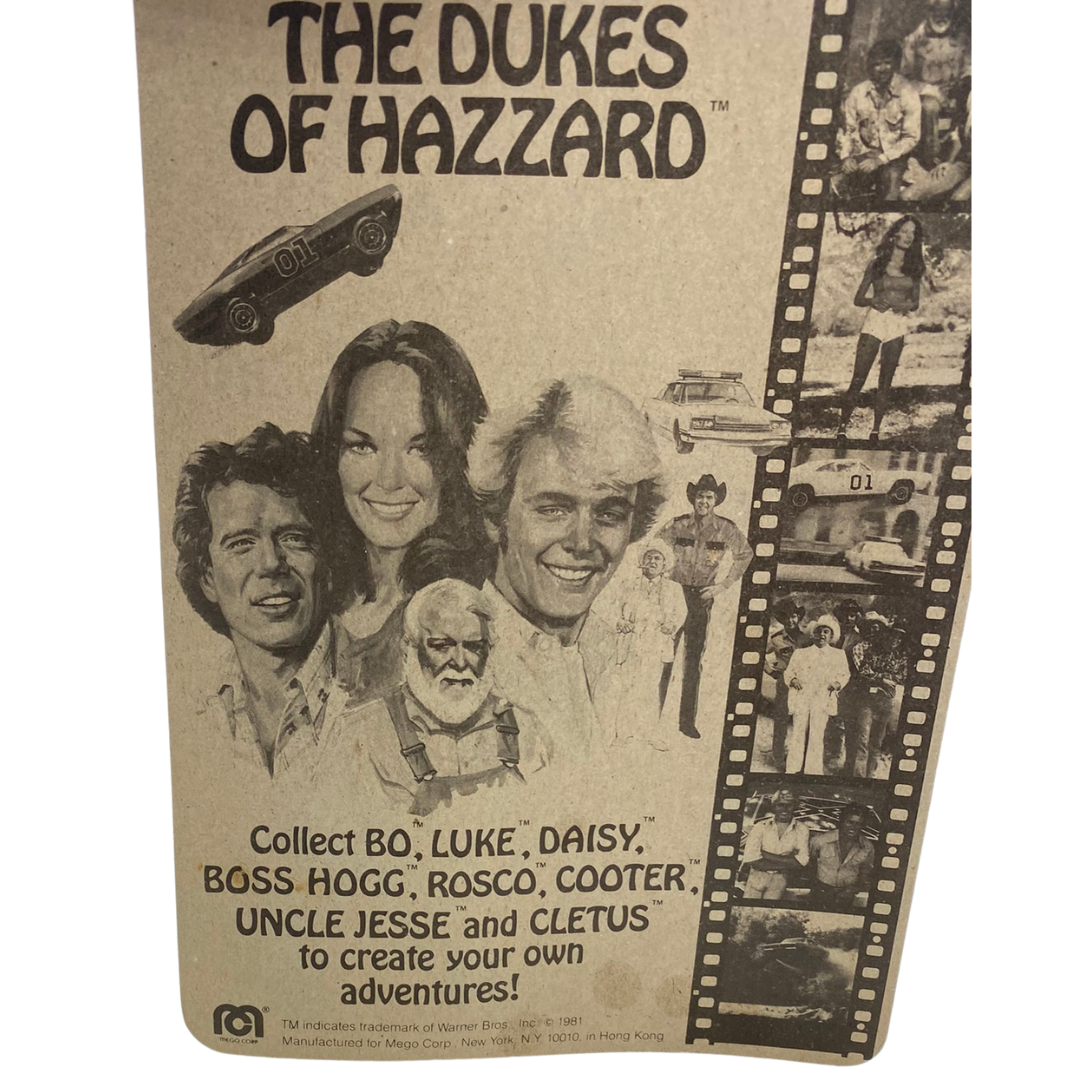 THE DUKES
OF HAZZARD™
01
01
Collect BO™, LUKE™, DAISY™,
BOSS HOGG™, ROSCO™, COOTER™,
UNCLE JESSE™ and CLETUS™
to create your own
adventures!
® MEGO CORP
TM indicates trademark of Warner Bros., Inc. © 1981
Manufactured for Mego Corp., New York, N.Y. 10010, in Hong Kong